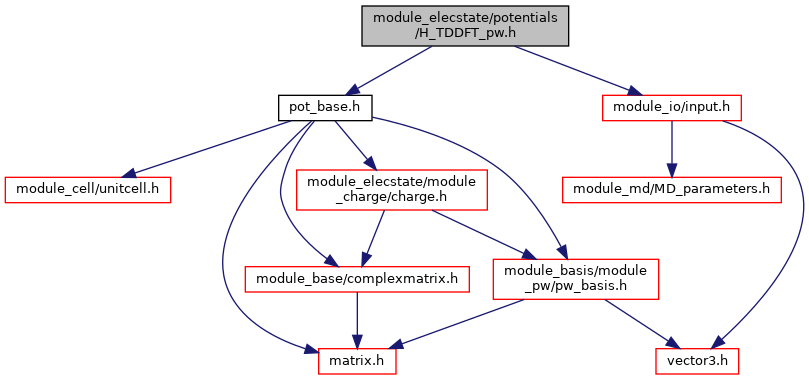 module_elecstate/potentials
/H_TDDFT_pw.h
pot_base.h
module_io/input.h
module_cell/unitcell.h
module_elecstate/module
_charge/charge.h
module_md/MD_parameters.h
module_base/complexmatrix.h
module_basis/module
_pw/pw_basis.h
matrix.h
vector3.h